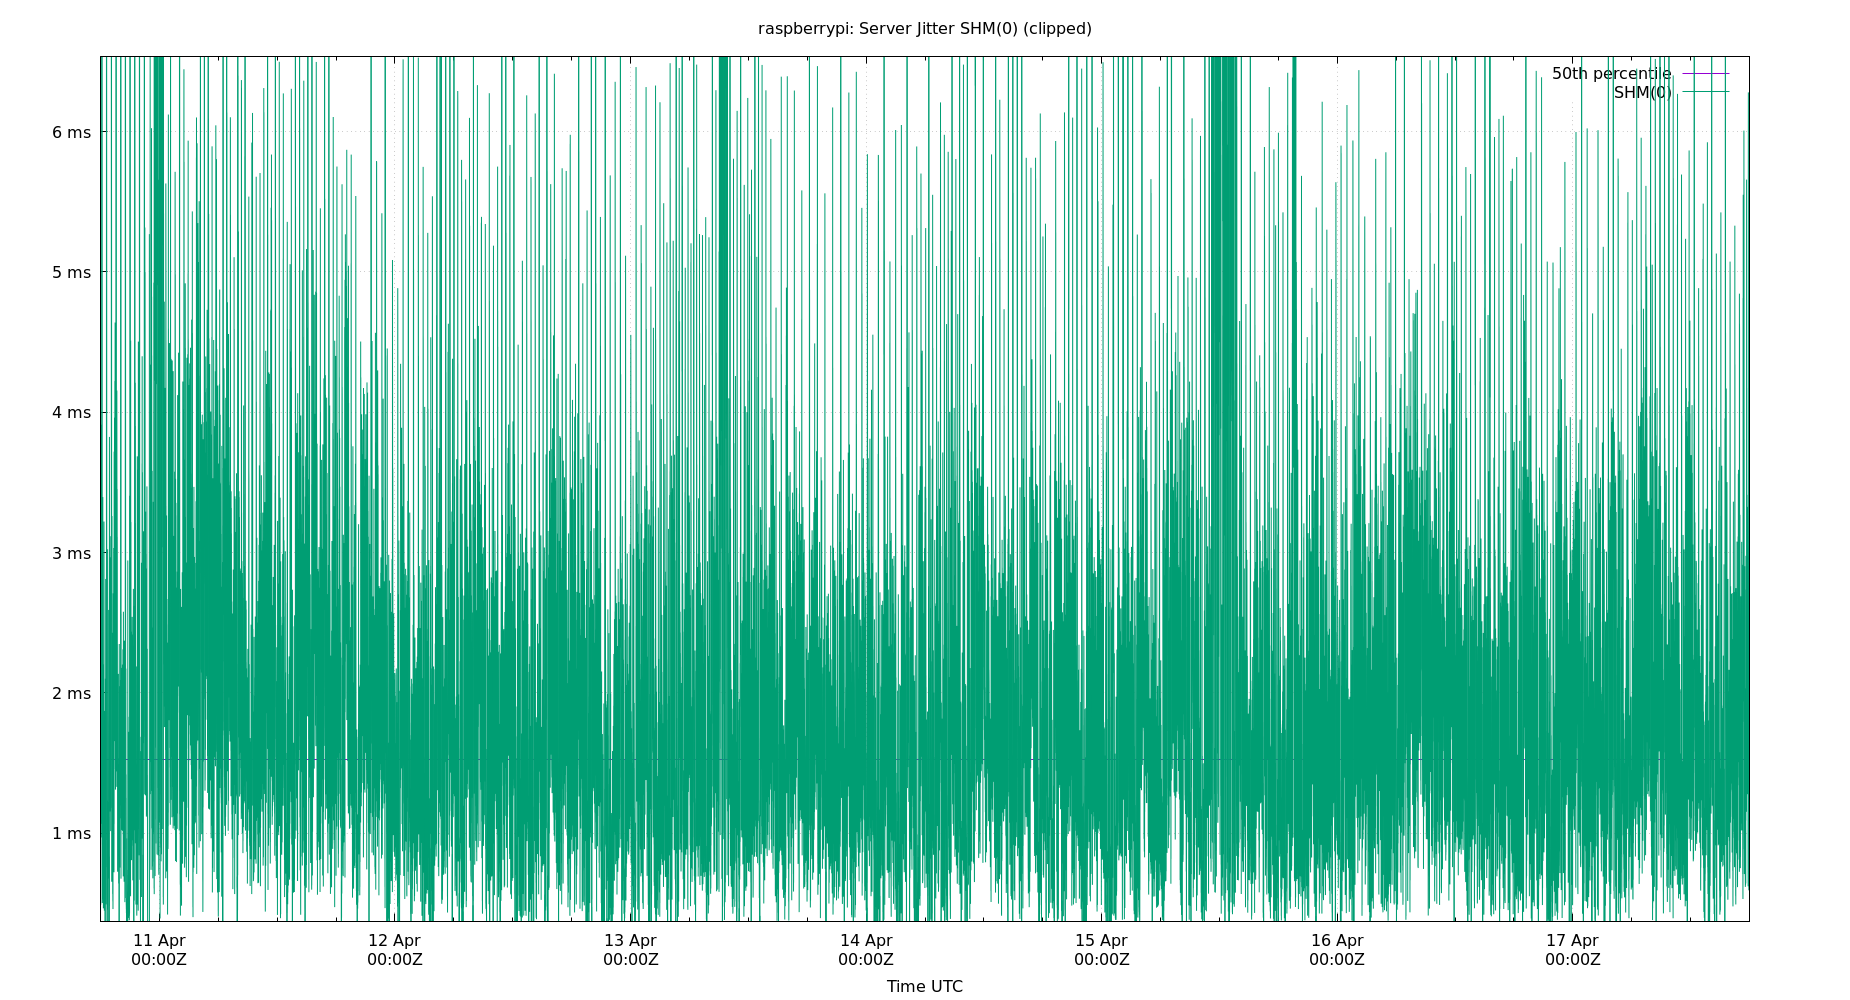 raspberrypi: Server Jitter SHM(0) (clipped)
50th percentile
SHM(0)
6 ms
5 ms
4 ms
3 ms
2 ms
1 ms
11 Apr 12 Apr 13 Apr 14 Apr 15 Apr 16 Apr 17 Apr
00:00Z 00:00Z 00:00Z 00:00Z 00:00Z 00:00Z 00:00Z
Time UTC